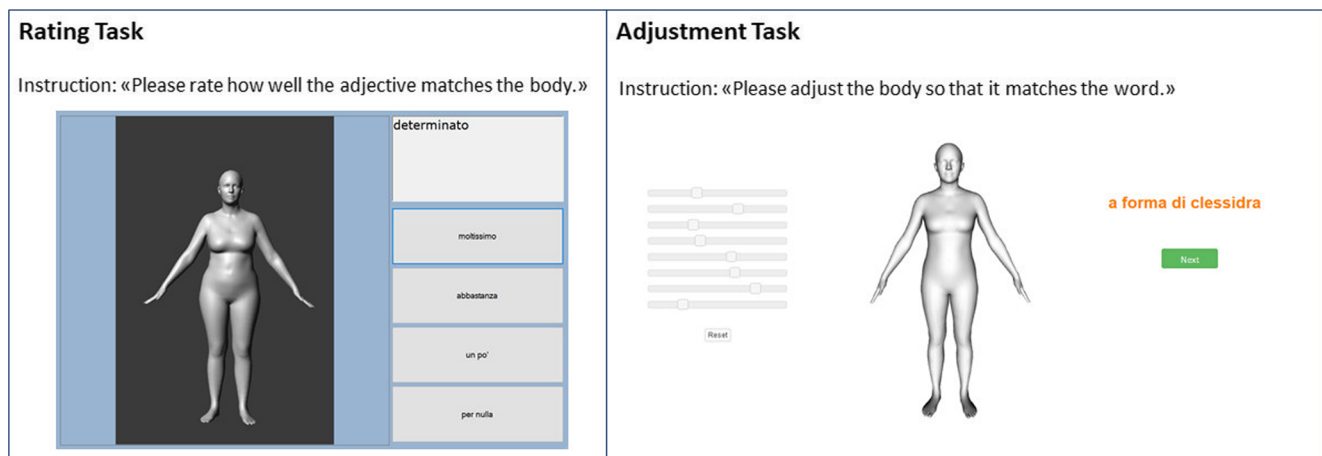 Rating Task
Instruction: «Please rate how well the adjective matches the body.»
determinato
moltissimo
abbastanza
un po'
per nulla
Adjustment Task
Instruction: «Please adjust the body so that it matches the word.»
Reset
a forma di clessidra
Next